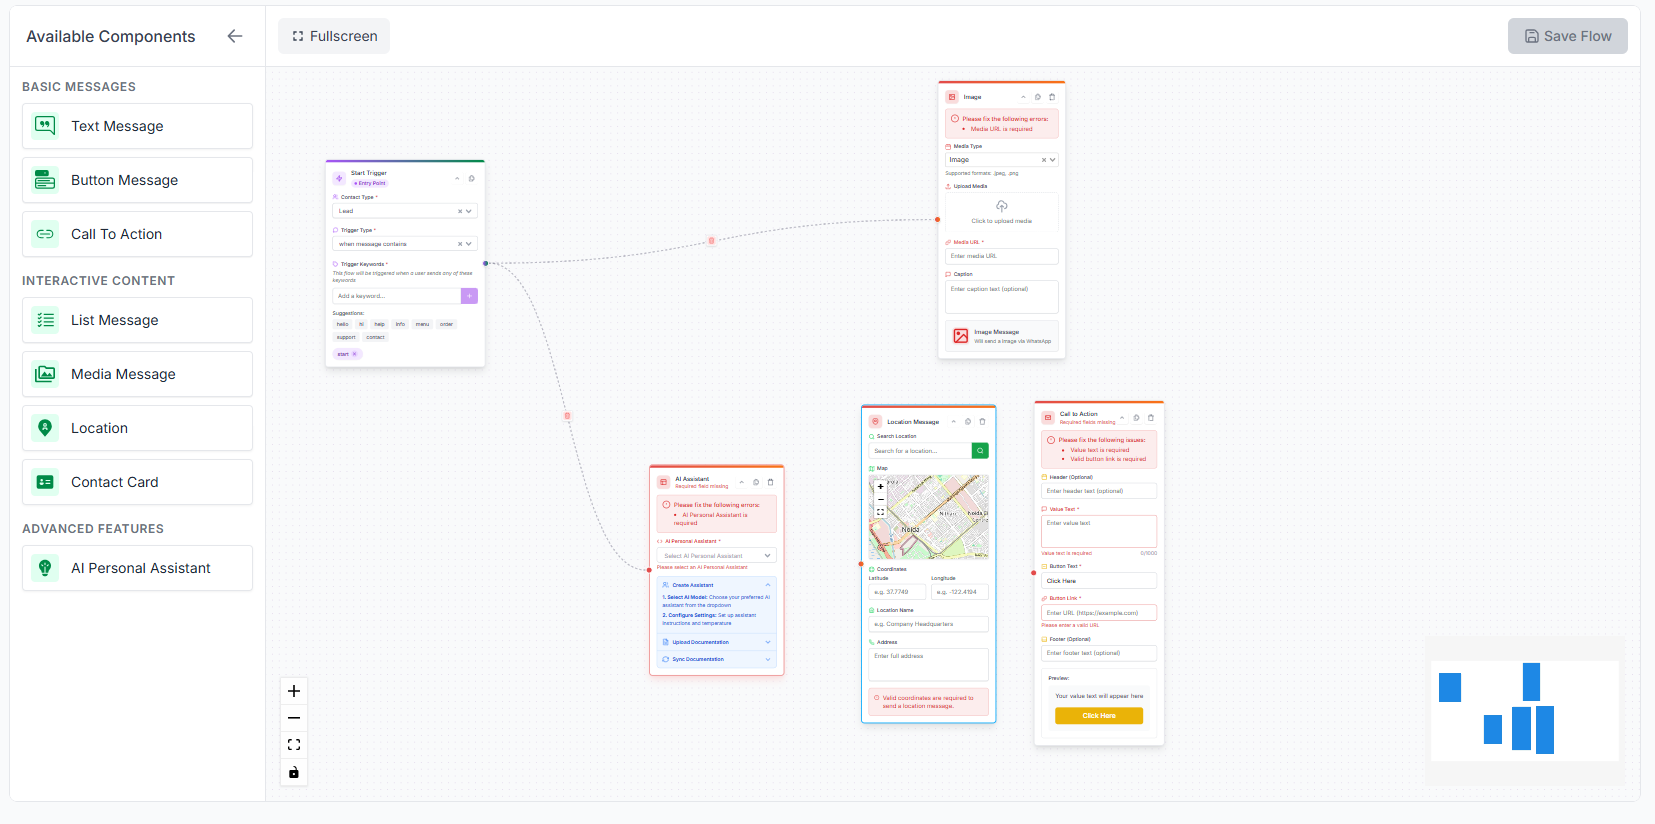 Available Components
Fullscreen
Save Flow
BASIC MESSAGES
Text Message
Button Message
Call To Action
INTERACTIVE CONTENT
List Message
Media Message
Location
Contact Card
ADVANCED FEATURES
AI Personal Assistant
Start Trigger
Entry Point
Contact Type *
Lead
Trigger Type *
when message contains
Trigger Keywords *
This flow will be triggered when a user sends any of these
keywords
Add a keyword...
Suggestions:
hello hi help info menu order
support contact
start
Image
Please fix the following errors:
Media URL is required
Media Type
Image
Supported formats: .jpeg, .png
Upload Media
Click to upload media
Media URL *
Enter media URL
Caption
Enter caption text (optional)
Image Message
Will send a image via WhatsApp
AI Assistant
Required field missing
Please fix the following errors:
AI Personal Assistant is
required
AI Personal Assistant *
Select AI Personal Assistant
Please select an AI Personal Assistant
Create Assistant
1. Select AI Model: Choose your preferred AI
assistant from the dropdown
2. Configure Settings: Set up assistant
instructions and temperature
Upload Documentation
Sync Documentation
Location Message
Search Location
Search for a location...
Map
Noida
Coordinates
Latitude Longitude
e.g. 37.7749 e.g. -122.4194
Location Name
e.g. Company Headquarters
Address
Enter full address
Valid coordinates are required to
send a location message.
Call to Action
Required fields missing
Please fix the following issues:
Value text is required
Valid button link is required
Header (Optional)
Enter header text (optional)
Value Text *
Enter value text
Value text is required 0/1600
Button Text *
Click Here
Button Link *
Enter URL (https://example.com)
Please enter a valid URL
Footer (Optional)
Enter footer text (optional)
Preview:
Your value text will appear here
Click Here